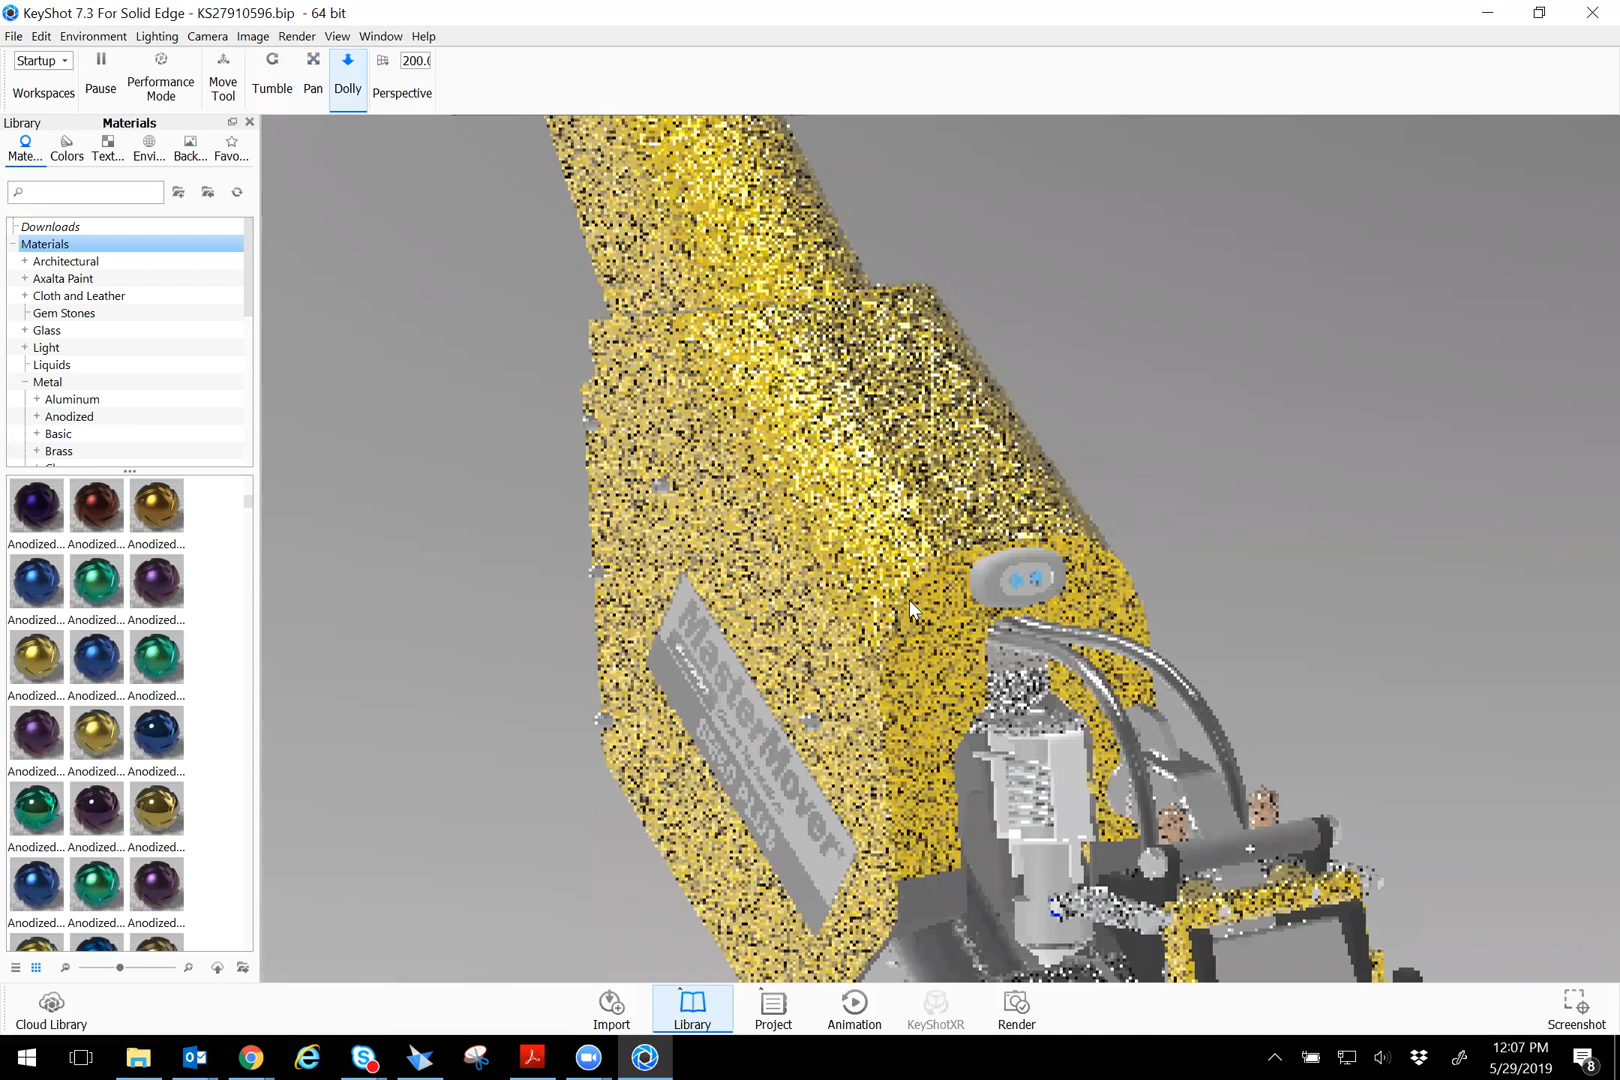 KeyShot 7.3 For Solid Edge - KS27910596.bip - 64 bit
File Edit Environment Lighting Camera Image Render View Window Help
Startup
Workspaces
Pause
Performance
Mode
Move
Tool
Tumble
Pan
Dolly
200.
Perspective
Library
Materials
Mate... Colors Text... Envi... Back... Favo...
Downloads
Materials
Architectural
Axalta Paint
Cloth and Leather
Gem Stones
Glass
Light
Liquids
Metal
Aluminum
Anodized
Basic
Brass
Anodized... Anodized... Anodized...
Anodized... Anodized... Anodized...
Anodized... Anodized... Anodized...
Anodized... Anodized... Anodized...
Anodized... Anodized... Anodized...
Anodized... Anodized... Anodized...
MasterMover
Cloud Library
Import
Library
Project
Animation
KeyShotXR
Render
Screenshot
12:07 PM
5/29/2019
8